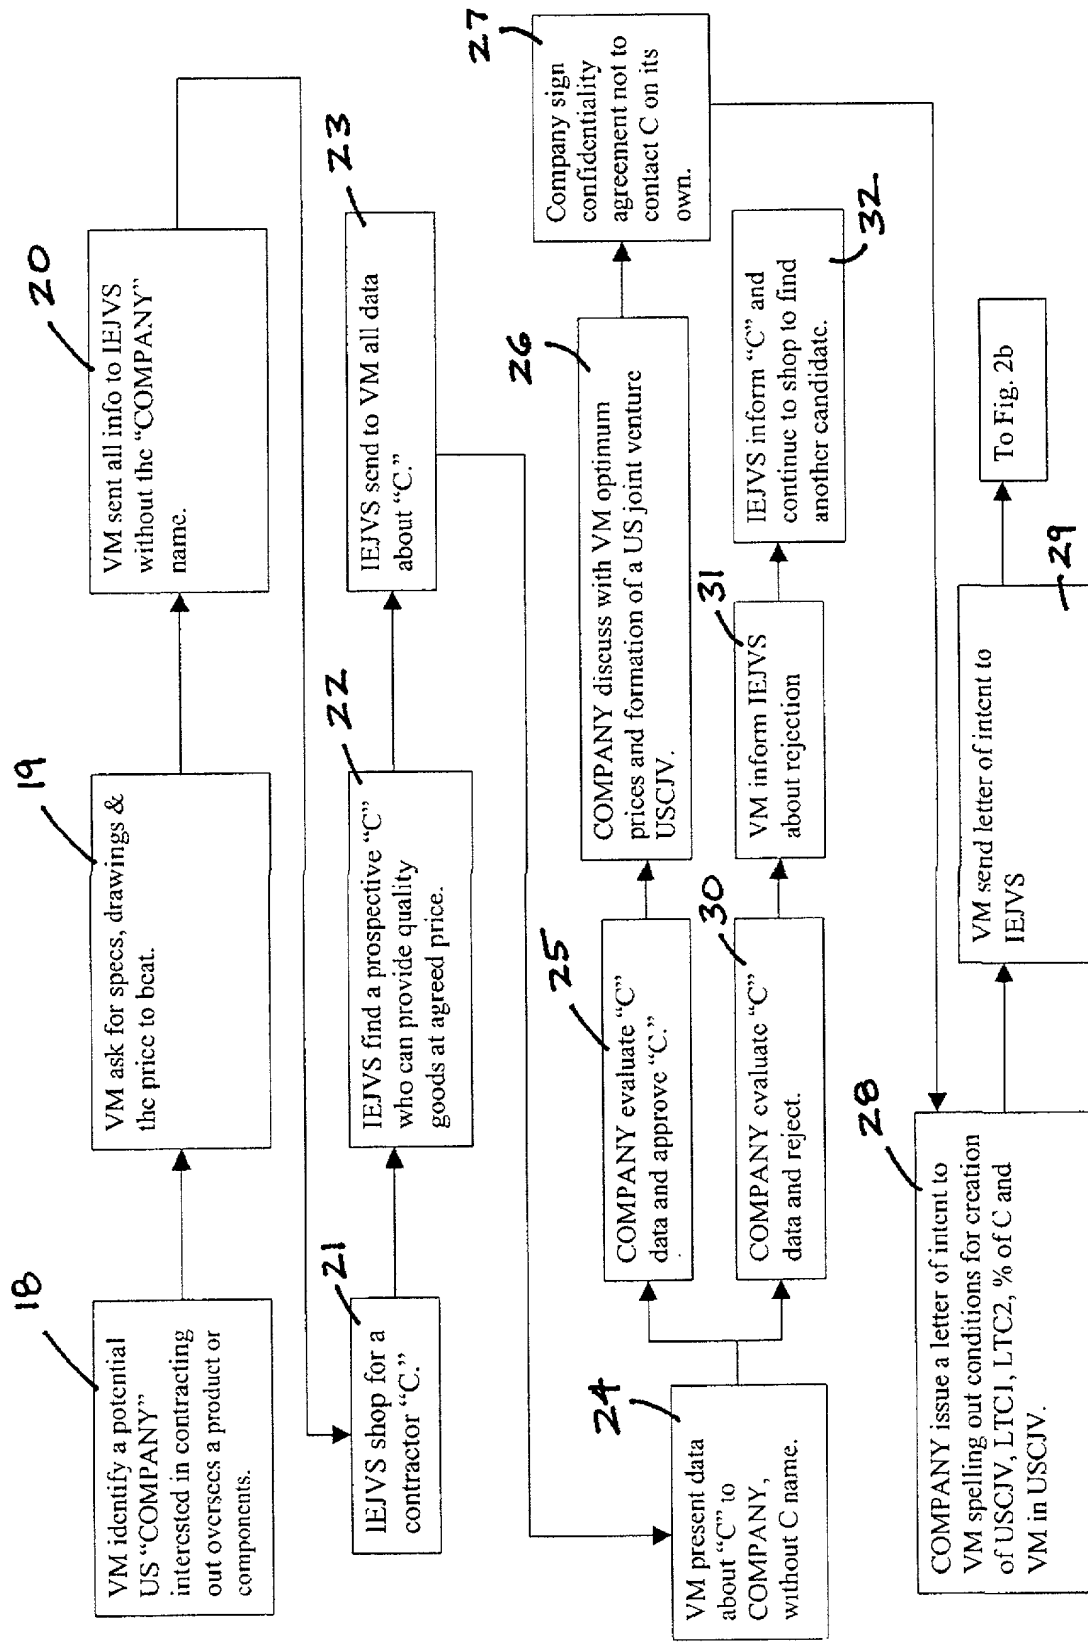 18
VM identify a potential
US “COMPANY”
interested in contracting
out oversees a product or
components.
19
VM ask for specs, drawings &
the price to beat.
20
VM sent all info to IEJVS
without the “COMPANY”
name.
21
IEJVS shop for a
contractor “C.”
22
IEJVS find a prospective “C”
who can provide quality
goods at agreed price.
23
IEJVS send to VM all data
about “C.”
24
VM present data
about “C” to
COMPANY,
without C name.
25
COMPANY evaluate “C”
data and approve “C.”
26
COMPANY discuss with VM optimum
prices and formation of a US joint venture
USCJV.
27
Company sign
confidentiality
agreement not to
contact C on its
own.
30
COMPANY evaluate “C”
data and reject.
31
VM inform IEJVS
about rejection
32
IEJVS inform “C” and
continue to shop to find
another candidate.
28
COMPANY issue a letter of intent to
VM spelling out conditions for creation
of USCJV, LTC1, LTC2, % of C and
VM in USCJV.
29
VM send letter of intent to
IEJVS
To Fig. 2b